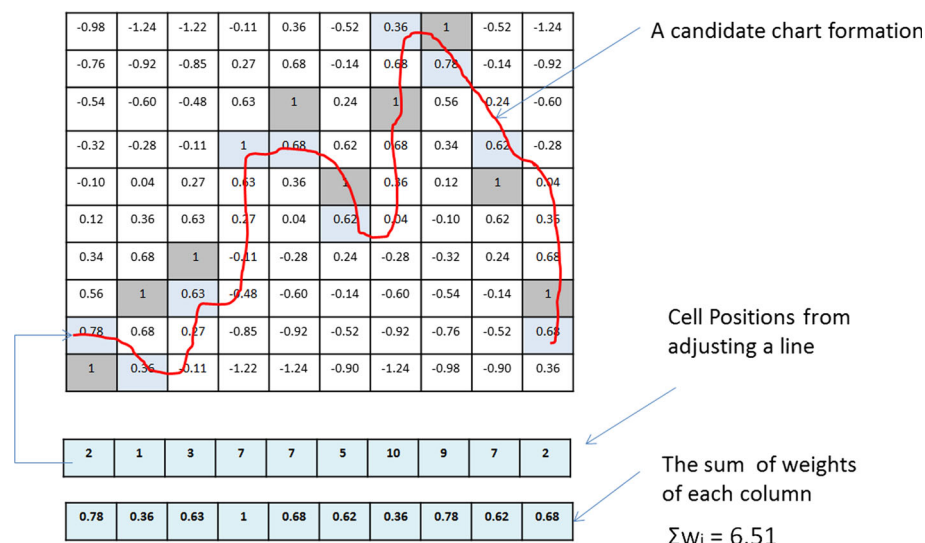 -0.98 -1.24 -1.22 -0.11 0.36 -0.52 0.36 1 -0.52 -1.24
A candidate chart formation
-0.76 -0.92 -0.85 0.27 0.68 -0.14 0.68 0.78 -0.14 -0.92
-0.54 -0.60 -0.48 0.63 1 0.24 1 0.56 0.24 -0.60
-0.32 -0.28 -0.11 1 0.68 0.62 0.68 0.34 0.62 -0.28
-0.10 0.04 0.27 0.63 0.36 1 0.36 0.12 1 0.04
0.12 0.36 0.63 0.27 0.04 0.62 0.04 -0.10 0.62 0.36
0.34 0.68 1 -0.11 -0.28 0.24 -0.28 -0.32 0.24 0.68
0.56 1 0.63 -0.48 -0.60 -0.14 -0.60 -0.54 -0.14 1
0.78 0.68 0.27 -0.85 -0.92 -0.52 -0.92 -0.76 -0.52 0.68
1 0.36 -0.11 -1.22 -1.24 -0.90 -1.24 -0.98 -0.90 0.36
Cell Positions from
adjusting a line
2 1 3 7 7 5 10 9 7 2
The sum of weights
of each column
0.78 0.36 0.63 1 0.68 0.62 0.36 0.78 0.62 0.68
Σwi = 6.51